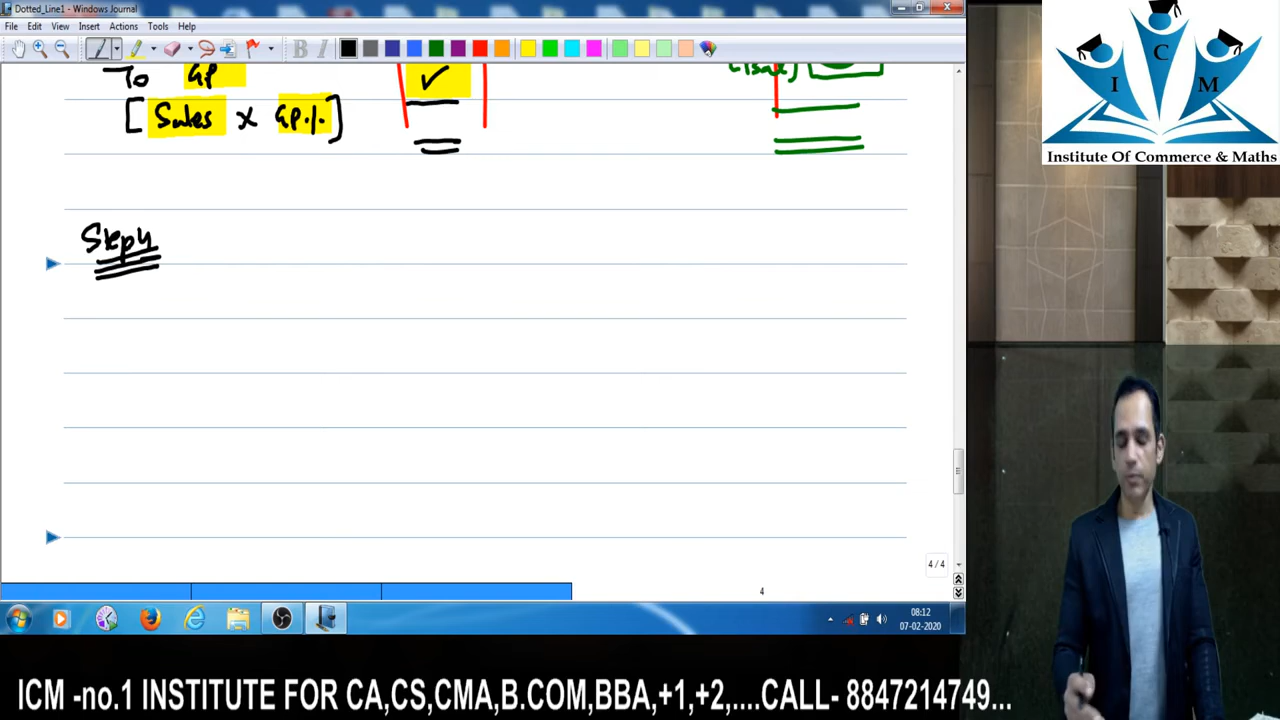 Dotted_Line1 - Windows Journal
File Edit View Insert Actions Tools
To GP
[ Sales x GP.% ]
Step 4
4/4
4
08:12
07-02-2020
I C M
Institute Of Commerce & Maths
ICM -no.1 INSTITUTE FOR CA,CS,CMA,B.COM,BBA,+1,+2,....CALL- 8847214749...